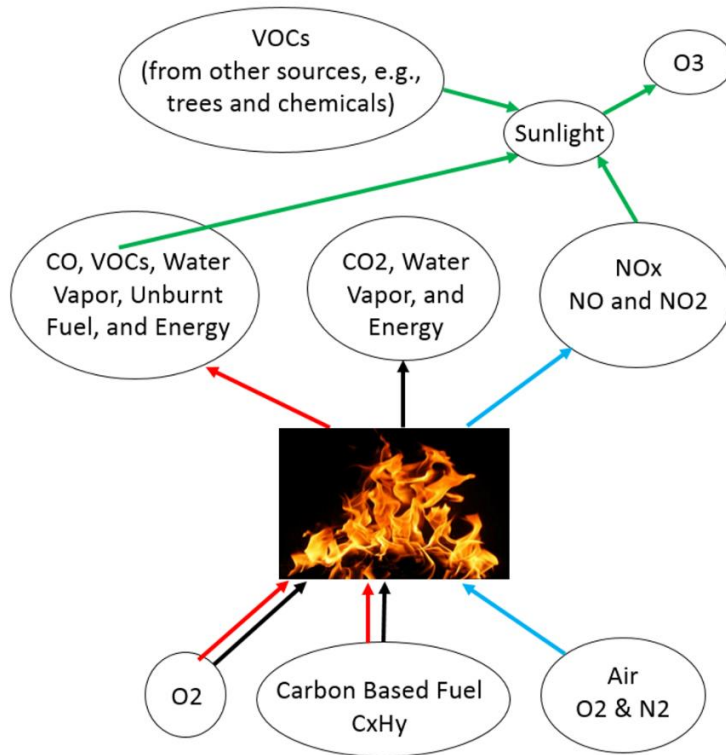 VOCs
(from other sources, e.g.,
trees and chemicals)
O3
Sunlight
CO, VOCs, Water
Vapor, Unburnt
Fuel, and Energy
CO2, Water
Vapor, and
Energy
NOx
NO and NO2
O2
Carbon Based Fuel
CxHy
Air
O2 & N2